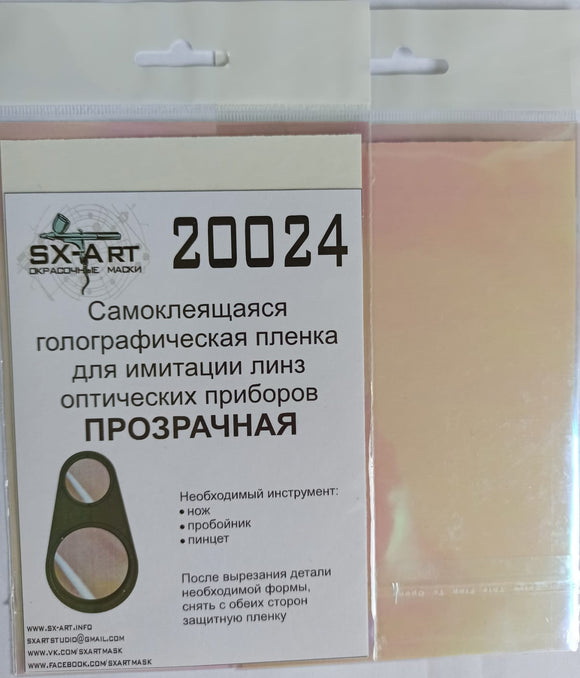 SX-ART
ОКРАСОЧНЫЕ МАСКИ
20024
Самоклеящаяся
голографическая пленка
для имитации линз
оптических приборов
ПРОЗРАЧНАЯ
Необходимый инструмент:
• нож
• пробойник
• пинцет
После вырезания детали
необходимой формы,
снять с обеих сторон
защитную пленку
WWW.SX-ART.INFO
SXARTSTUDIO@GMAIL.COM
WWW.VK.COM/SXARTMASK
WWW.FACEBOOK.COM/SXARTMASK